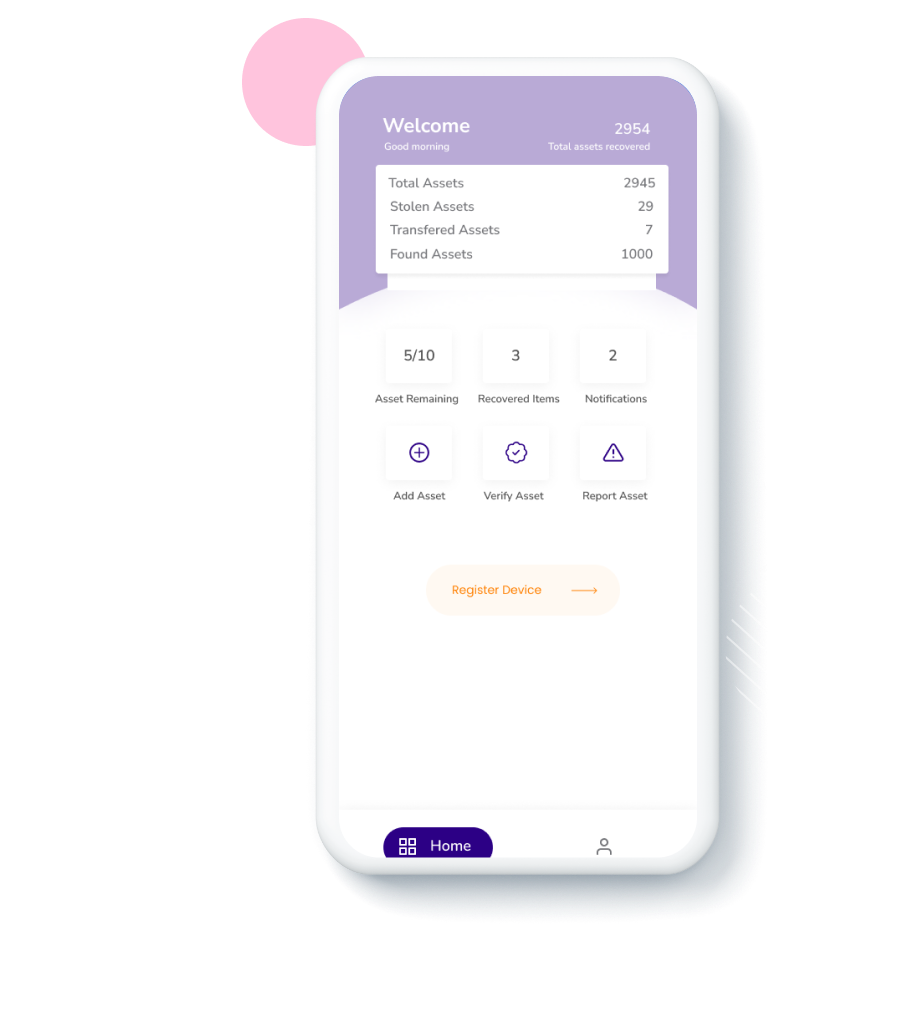 Welcome
2954
Good morning
Total assets recovered
Total Assets 2945
Stolen Assets 29
Transfered Assets 7
Found Assets 1000
5/10 3 2
Asset Remaining Recovered Items Notifications
Add Asset Verify Asset Report Asset
Register Device
Home